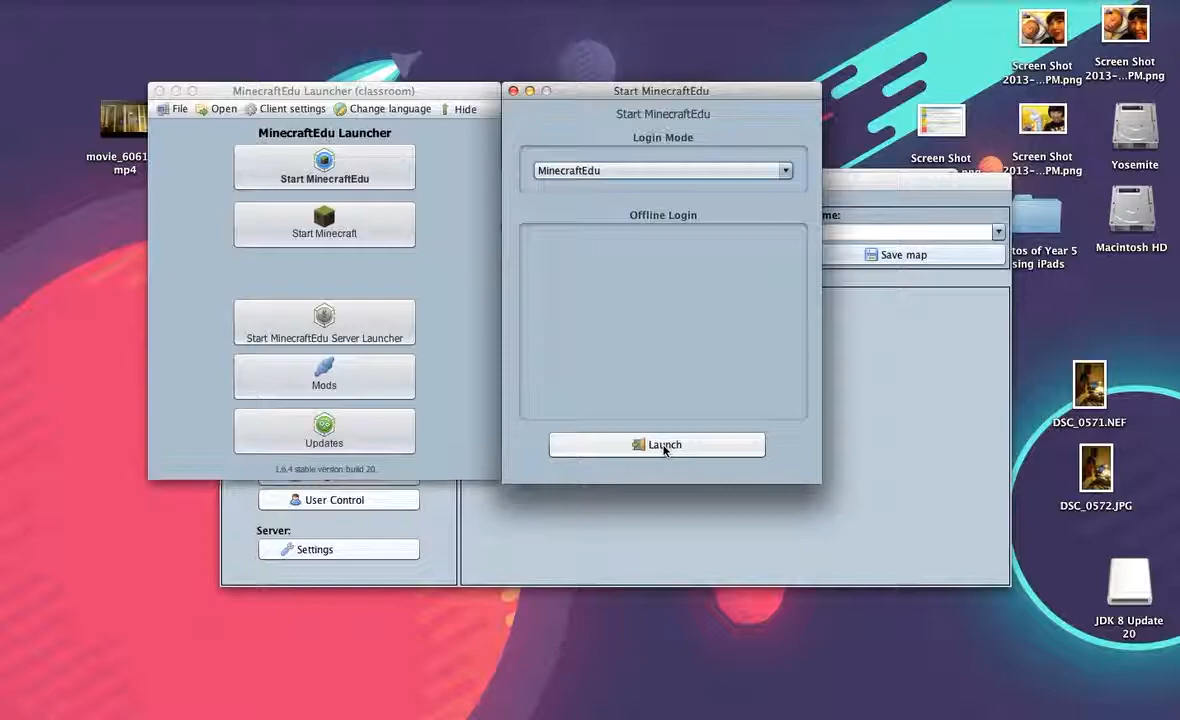 MinecraftEdu Launcher (classroom)
File Open Client settings Change language Hide
MinecraftEdu Launcher
Start MinecraftEdu
Start Minecraft
Start MinecraftEdu Server Launcher
Mods
Updates
1.6.4 stable version build 20.
Start MinecraftEdu
Start MinecraftEdu
Login Mode
MinecraftEdu
Offline Login
Launch
me:
Save map
User Control
Server:
Settings
movie_6061
mp4
Screen Shot
2013-...PM.png
Screen Shot
2013-...PM.png
Screen Shot
Screen Shot
2013-...PM.png
Yosemite
tos of Year 5
sing iPads
Macintosh HD
DSC_0571.NEF
DSC_0572.JPG
JDK 8 Update
20